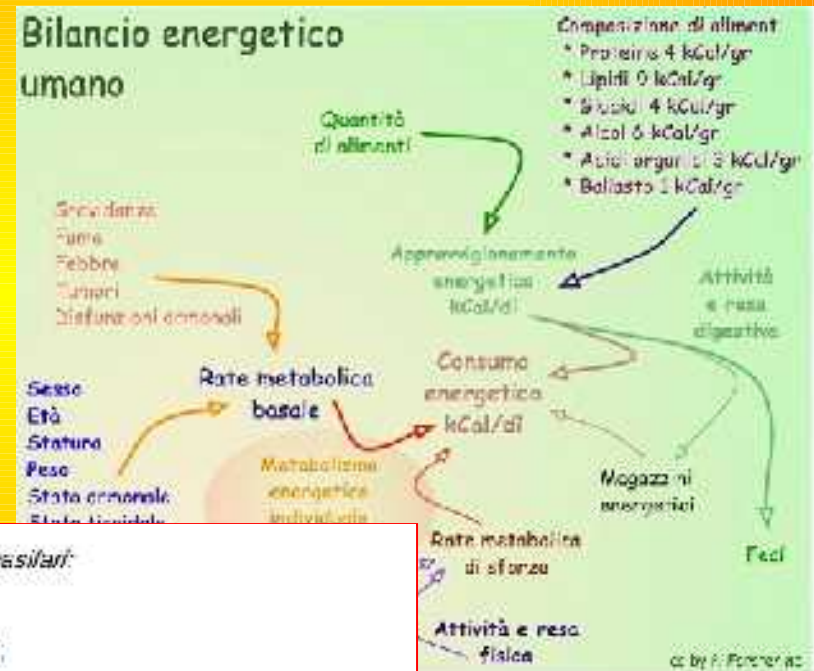 Bilancio energetico
umano
Composizione di alimenti
* Proteine 4 kCal/gr
* Lipidi 9 kCal/gr
* Glucidi 4 kCal/gr
* Alcol 6 kCal/gr
* Acidi organici 3 kCal/gr
* Ballasto 1 kCal/gr
Quantità
di alimenti
Gravidanza
Fumo
Febbre
Tumori
Disfunzioni ormonali
Approvvigionamento
energetico
kCal/dì
Attività
e resa
digestiva
Consumo
energetico
kCal/dì
Rate metabolica
basale
Sesso
Età
Statura
Peso
Stato ormonale
Metabolismo
energetico
individuale
Magazzini
energetici
Rate metabolica
di sforzo
Feci
Attività e resa
fisica